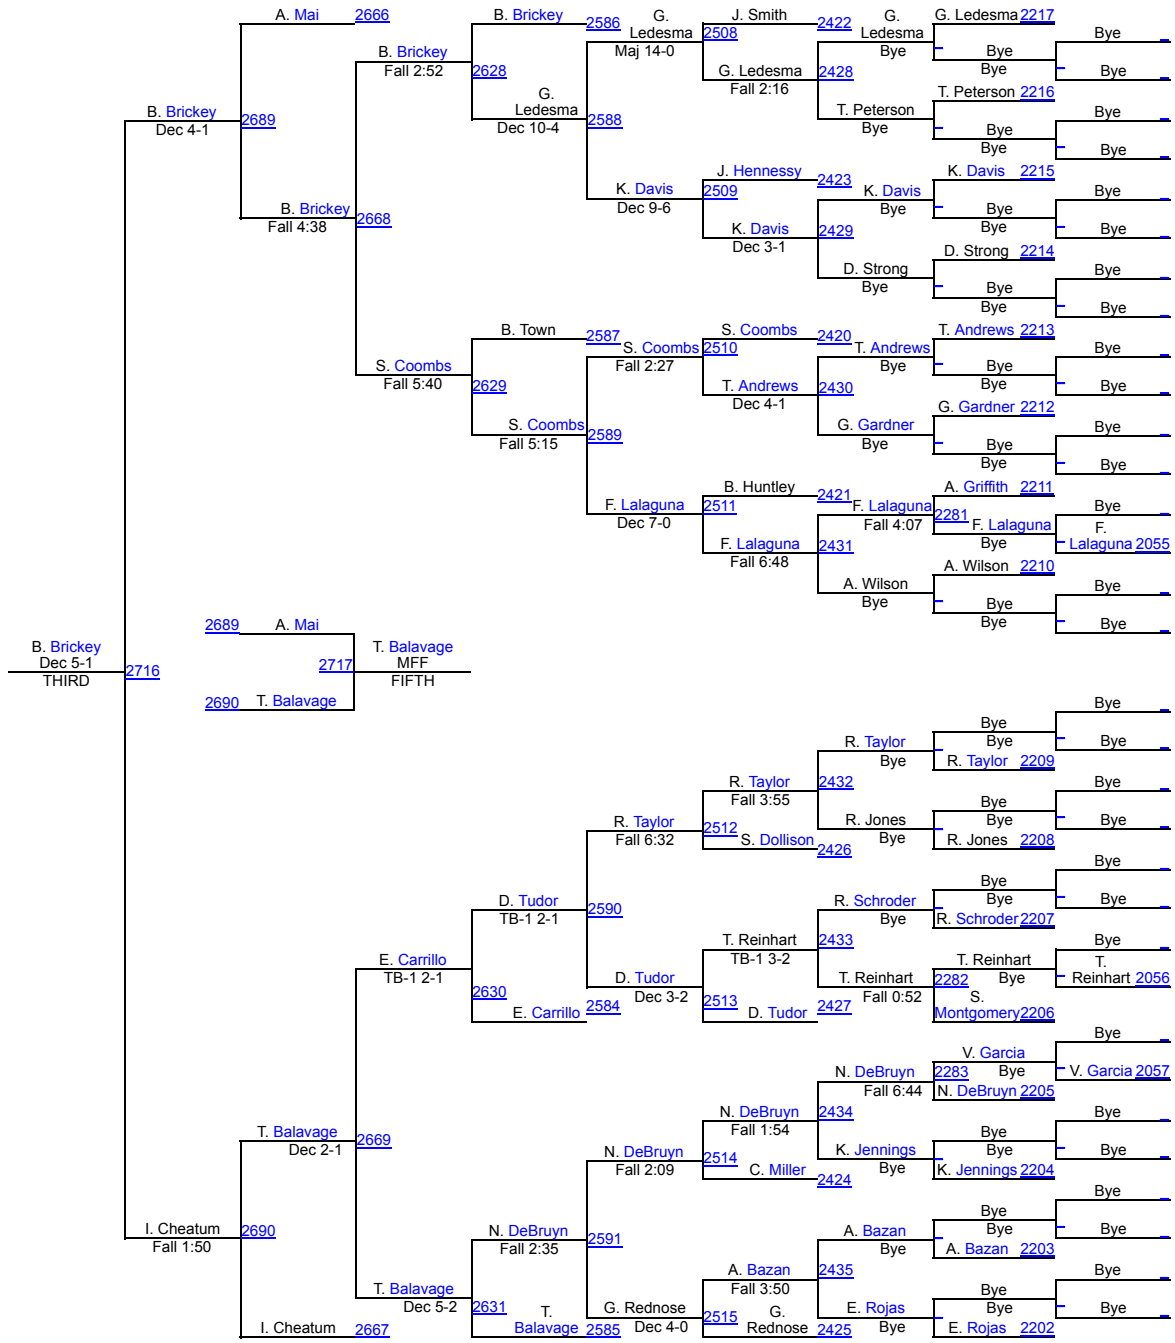 A. Mai 2666
B. Brickey 2586
G.
Ledesma
Maj 14-0
2508
J. Smith 2422
G.
Ledesma
Bye
G. Ledesma 2217
Bye
Bye
Bye
Bye
B. Brickey
Fall 2:52
2628
G. Ledesma
Fall 2:16
2428
T. Peterson 2216
G.
Ledesma
Dec 10-4
2588
T. Peterson
Bye
Bye
Bye
Bye
Bye
B. Brickey
Dec 4-1
2689
K. Davis
Dec 9-6
2509
J. Hennessy 2423
K. Davis
Bye
K. Davis 2215
Bye
Bye
Bye
Bye
B. Brickey
Fall 4:38
2668
K. Davis
Dec 3-1
2429
D. Strong 2214
D. Strong
Bye
Bye
Bye
Bye
Bye
B. Town 2587
S. Coombs
Fall 2:27
2510
S. Coombs 2420
T. Andrews
Bye
T. Andrews 2213
Bye
Bye
Bye
Bye
S. Coombs
Fall 5:40
2629
T. Andrews
Dec 4-1
2430
G. Gardner 2212
S. Coombs
Fall 5:15
2589
G. Gardner
Bye
Bye
Bye
Bye
Bye
F. Lalaguna
Dec 7-0
2511
B. Huntley 2421
F. Lalaguna
Fall 4:07
2281
A. Griffith 2211
F. Lalaguna
Bye
Bye
F.
Lalaguna 2055
F. Lalaguna
Fall 6:48
2431
A. Wilson 2210
A. Wilson
Bye
Bye
Bye
Bye
Bye
2689 A. Mai
B. Brickey
Dec 5-1
THIRD
2716
2717
T. Balavage
MFF
FIFTH
2690 T. Balavage
R. Taylor
Bye
Bye
Bye
R. Taylor 2209
Bye
Bye
R. Taylor
Fall 3:55
2432
R. Taylor
Fall 6:32
2512
S. Dollison 2426
R. Jones
Bye
Bye
Bye
R. Jones 2208
Bye
Bye
D. Tudor
TB-1 2-1
2590
R. Schroder
Bye
Bye
Bye
R. Schroder 2207
Bye
Bye
E. Carrillo
TB-1 2-1
2630
T. Reinhart
TB-1 3-2
2433
D. Tudor
Dec 3-2
2513
D. Tudor 2427
T. Reinhart
Fall 0:52
2282
T. Reinhart
Bye
S.
Montgomery 2206
Bye
T.
Reinhart 2056
E. Carrillo 2584
N. DeBruyn
Fall 6:44
2283
V. Garcia
Bye
N. DeBruyn 2205
Bye
V. Garcia 2057
T. Balavage
Dec 2-1
2669
N. DeBruyn
Fall 2:09
2514
N. DeBruyn
Fall 1:54
2434
C. Miller 2424
K. Jennings
Bye
Bye
Bye
K. Jennings 2204
Bye
Bye
I. Cheatum
Fall 1:50
2690
N. DeBruyn
Fall 2:35
2591
A. Bazan
Bye
Bye
Bye
A. Bazan 2203
Bye
Bye
T. Balavage
Dec 5-2
2631
A. Bazan
Fall 3:50
2435
G. Rednose
Dec 4-0
2515
G.
Rednose 2425
E. Rojas
Bye
Bye
Bye
E. Rojas 2202
Bye
Bye
I. Cheatum 2667
T.
Balavage 2585